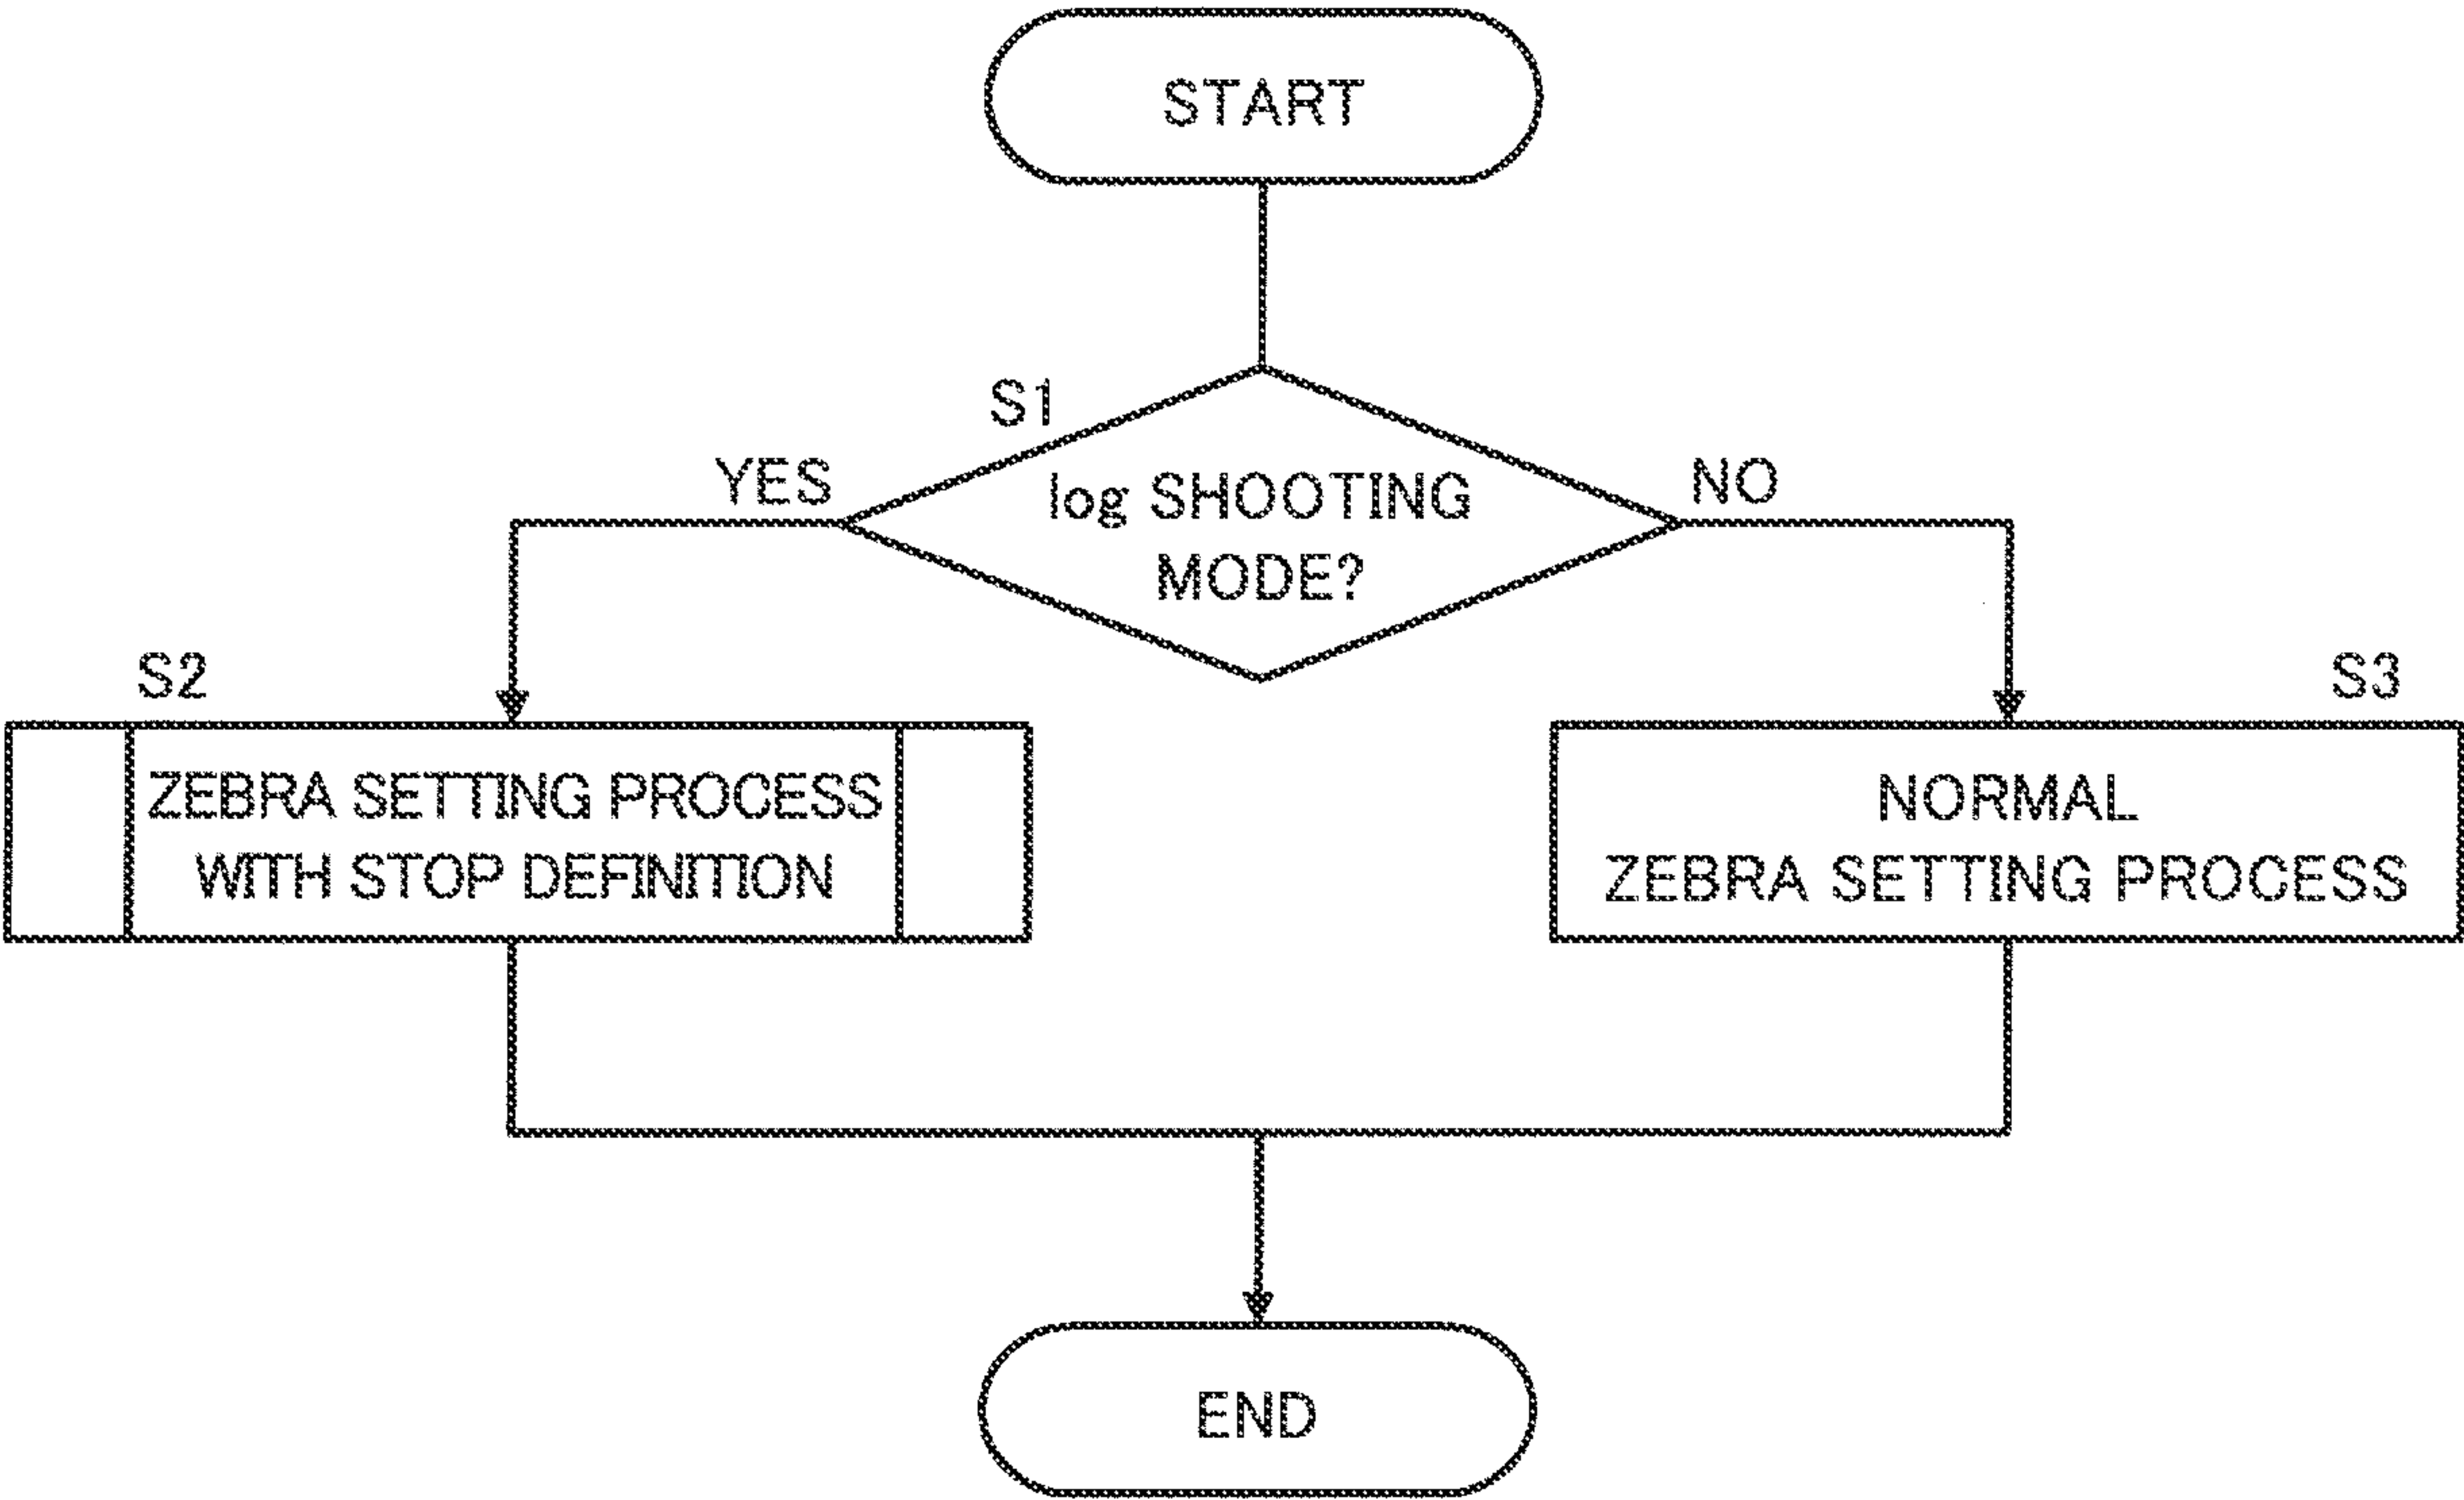 START
S1
YES
log SHOOTING
MODE?
NO
S2
ZEBRA SETTING PROCESS
WITH STOP DEFINITION
S3
NORMAL
ZEBRA SETTING PROCESS
END